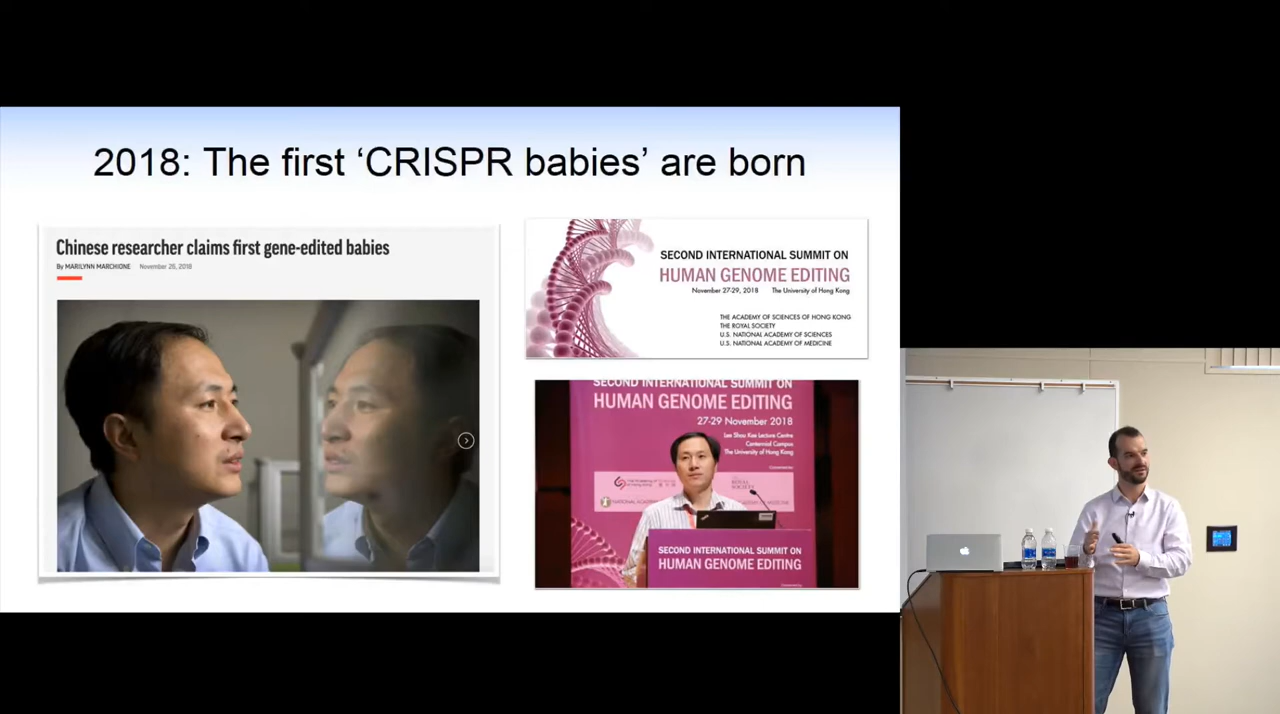 2018: The first ‘CRISPR babies’ are born
Chinese researcher claims first gene-edited babies
By MARILYNN MARCHIONE November 26, 2018
SECOND INTERNATIONAL SUMMIT ON
HUMAN GENOME EDITING
November 27-29, 2018 The University of Hong Kong
THE ACADEMY OF SCIENCES OF HONG KONG
THE ROYAL SOCIETY
U.S. NATIONAL ACADEMY OF SCIENCES
U.S. NATIONAL ACADEMY OF MEDICINE
SECOND INTERNATIONAL SUMMIT ON
HUMAN GENOME EDITING
27-29 November 2018
Lee Shau Kee Lecture Centre
Centennial Campus
The University of Hong Kong
SECOND INTERNATIONAL SUMMIT ON
HUMAN GENOME EDITING